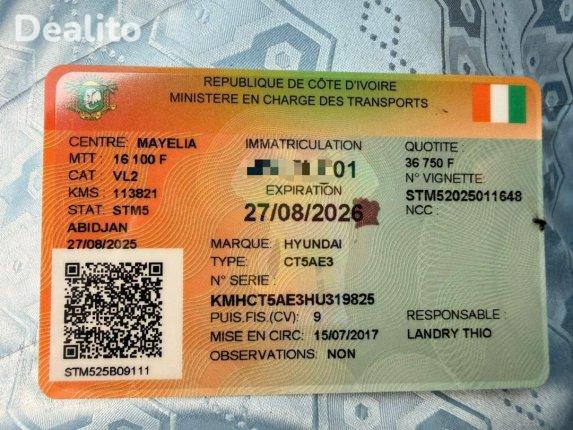 Dealito
REPUBLIQUE DE CÔTE D'IVOIRE
MINISTERE EN CHARGE DES TRANSPORTS
CENTRE: MAYELIA
MTT : 16 100 F
CAT : VL2
KMS : 113821
STAT: STM5
ABIDJAN
27/08/2025
IMMATRICULATION
01
EXPIRATION
27/08/2026
QUOTITE :
36 750 F
N° VIGNETTE:
STM52025011648
NCC :
MARQUE: HYUNDAI
TYPE: CT5AE3
N° SERIE :
KMHCT5AE3HU319825
PUIS.FIS.(CV): 9
MISE EN CIRC: 15/07/2017
OBSERVATIONS: NON
RESPONSABLE :
LANDRY THIO
STM525B09111